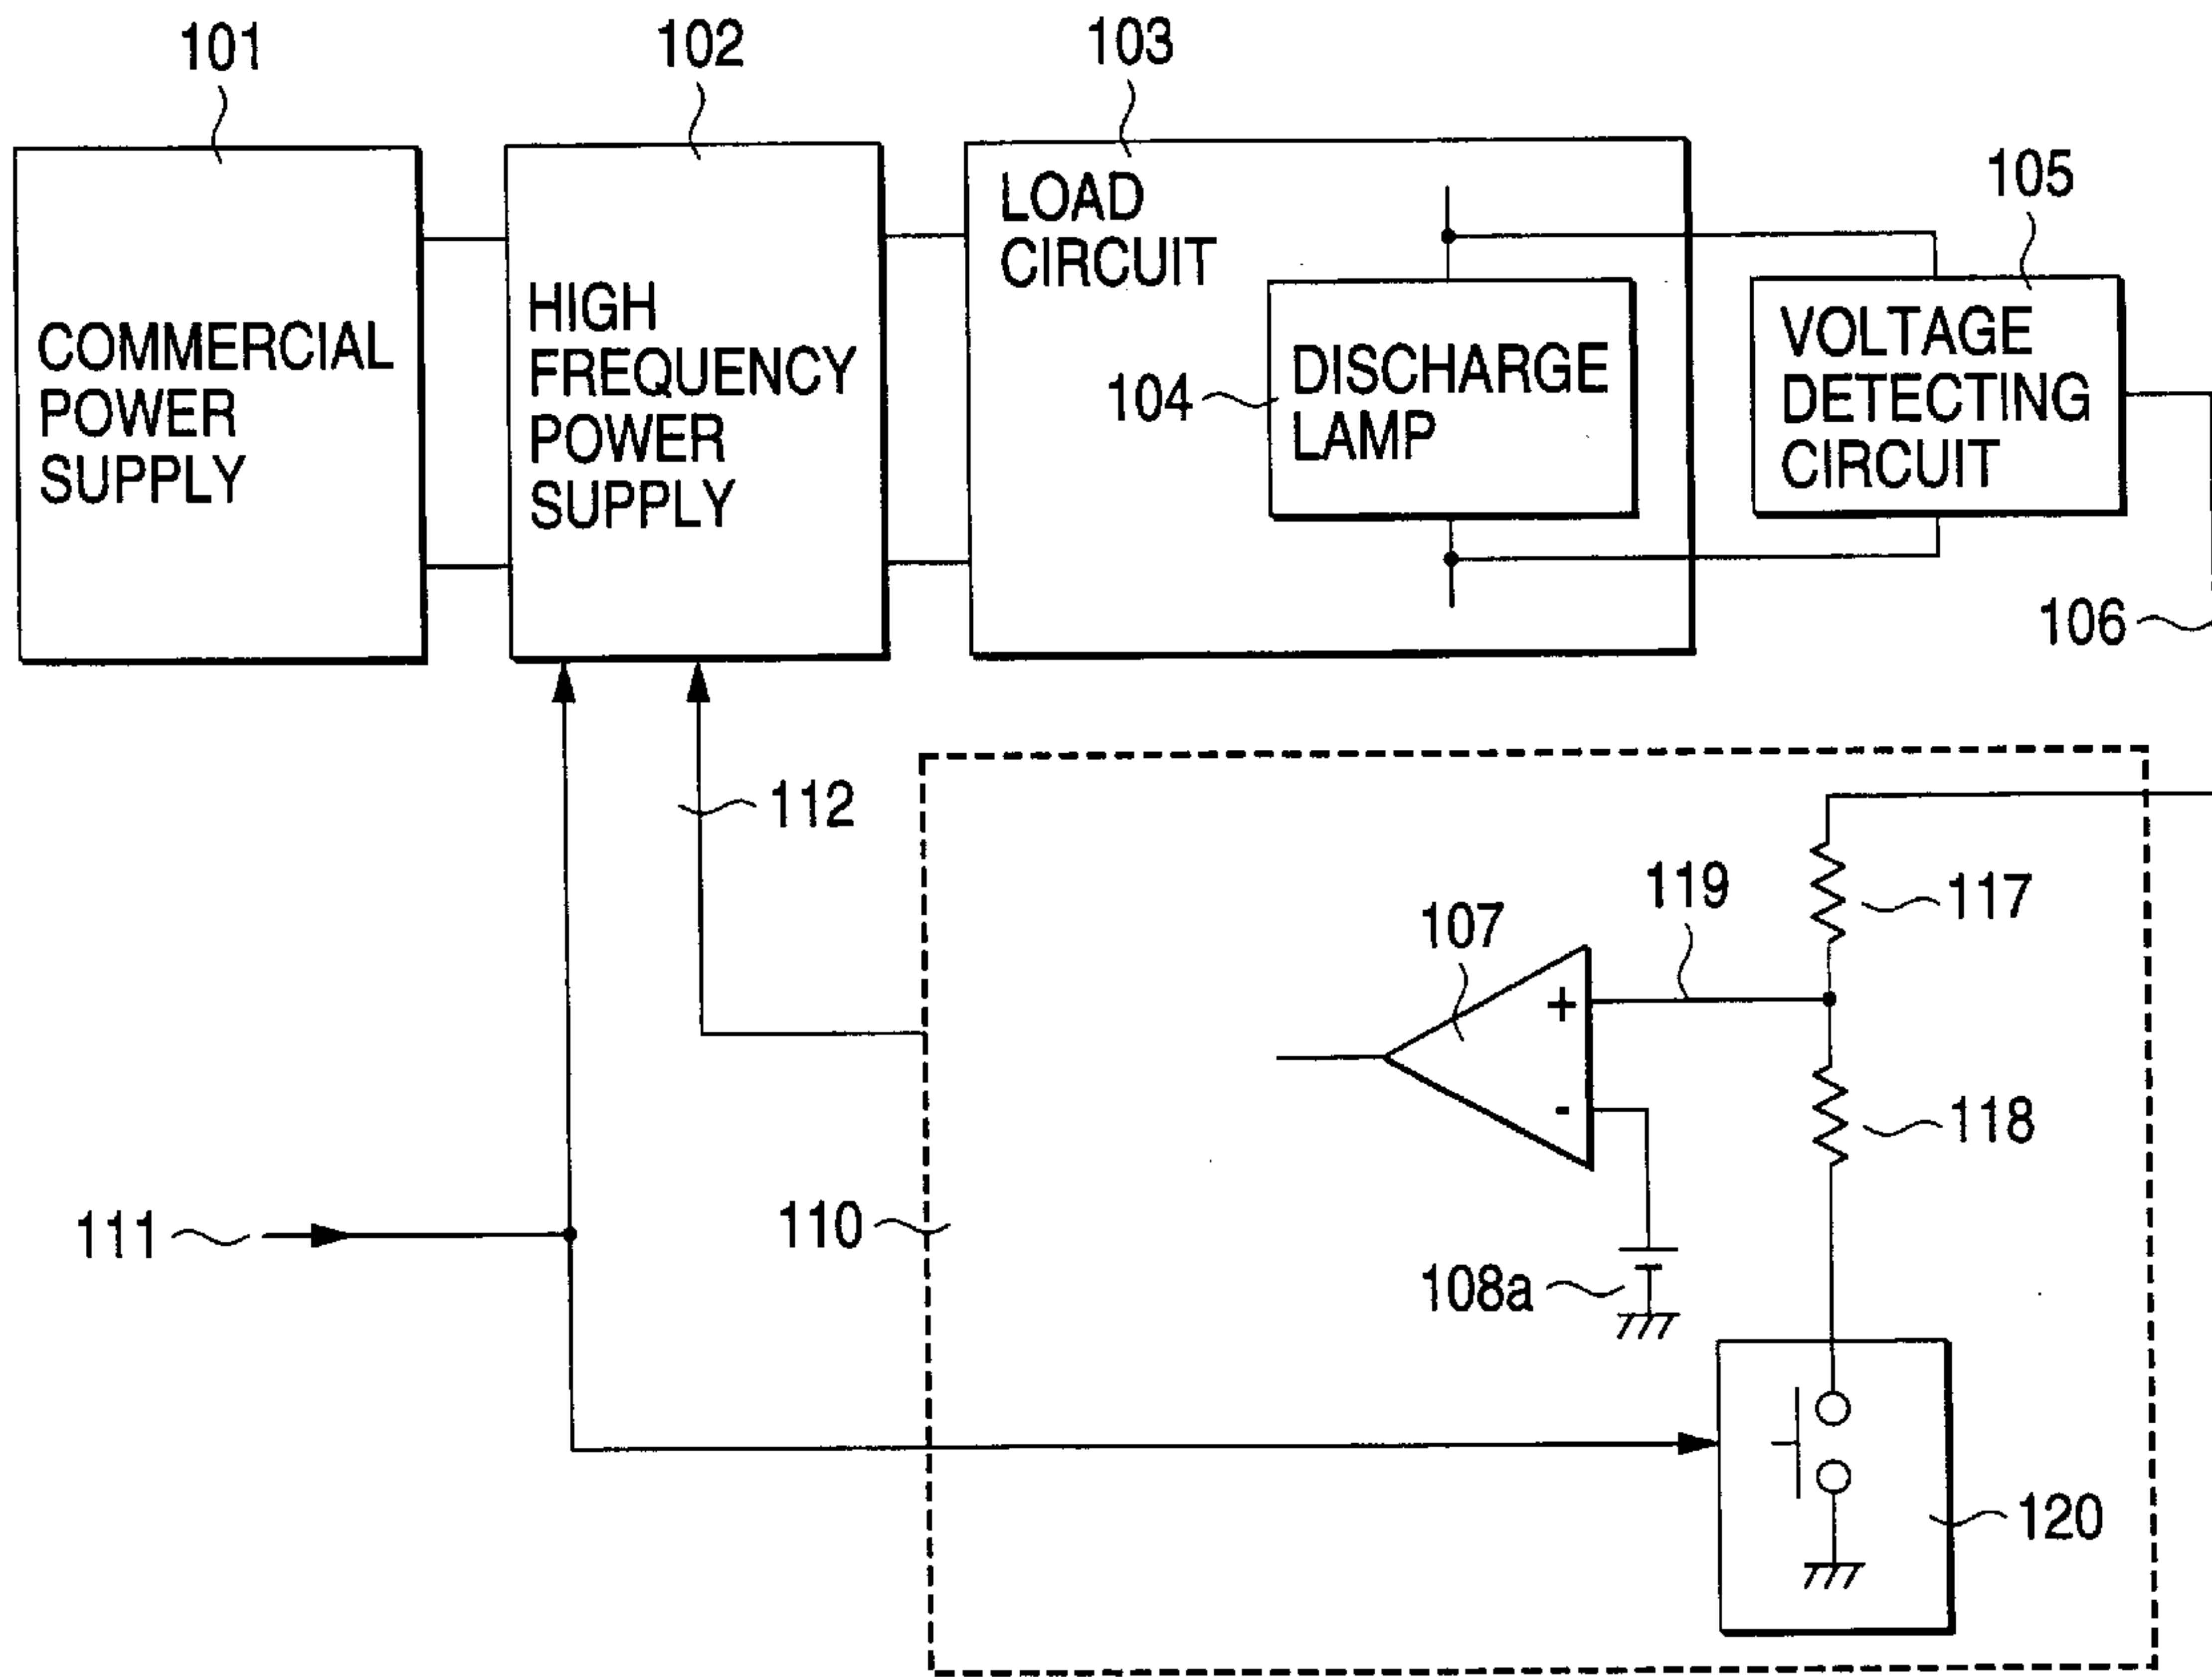 101
102
103
105
COMMERCIAL
POWER
SUPPLY
HIGH
FREQUENCY
POWER
SUPPLY
LOAD
CIRCUIT
104
DISCHARGE
LAMP
VOLTAGE
DETECTING
CIRCUIT
106
112
107
119
117
+
-
118
111
110
108a
120